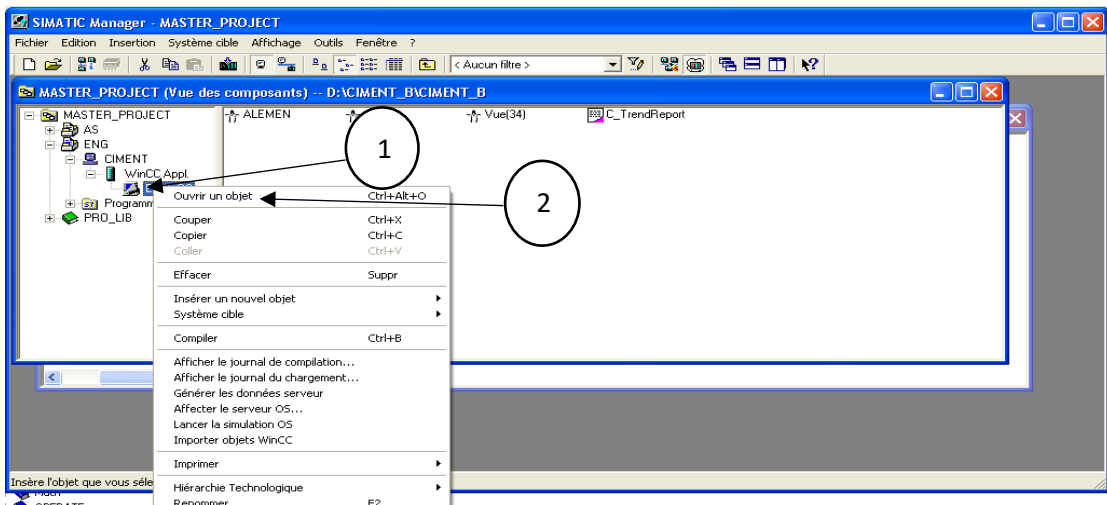 SIMATIC Manager - MASTER_PROJECT
Fichier Edition Insertion Système cible Affichage Outils Fenêtre ?
< Aucun filtre >
MASTER_PROJECT (Vue des composants) -- D:\CIMENT_B\CIMENT_B
MASTER_PROJECT
AS
ENG
CIMENT
WinCC Appl.
Programm
PRO_LIB
ALEMEN
Vue(34)
C_TrendReport
1
2
Ouvrir un objet Ctrl+Alt+O
Couper Ctrl+X
Copier Ctrl+C
Coller Ctrl+V
Effacer Suppr
Insérer un nouvel objet
Système cible
Compiler Ctrl+B
Afficher le journal de compilation...
Afficher le journal du chargement...
Générer les données serveur
Affecter le serveur OS...
Lancer la simulation OS
Importer objets WinCC
Imprimer
Hiérarchie Technologique
Renommer F2
Insère l'objet que vous séle